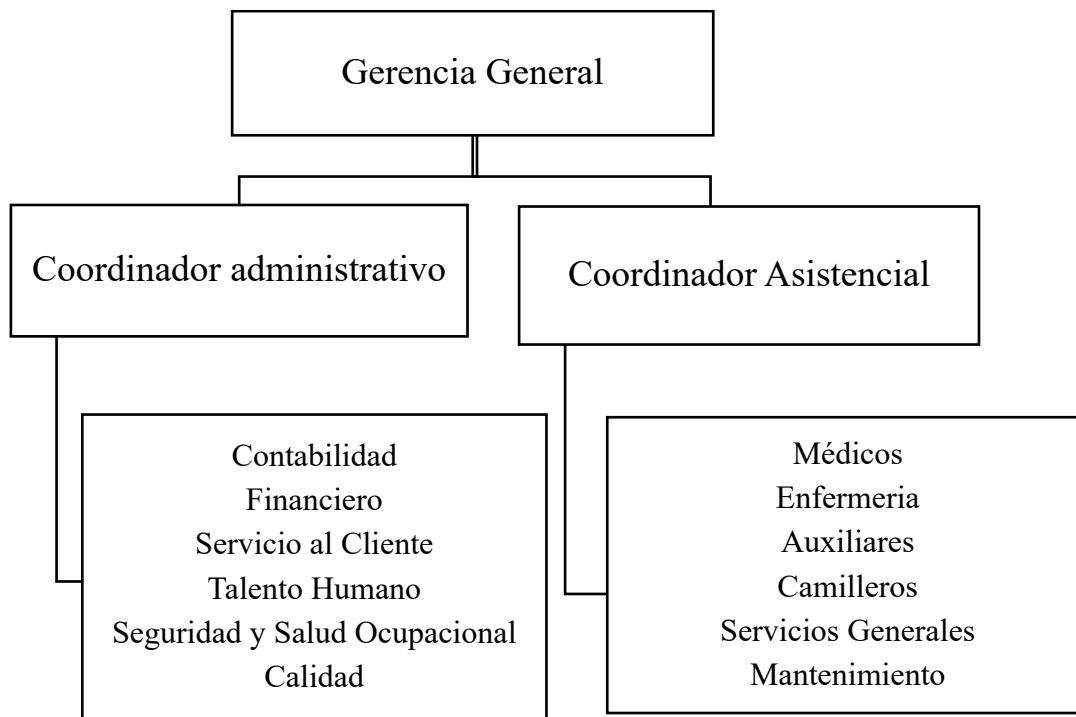 Gerencia General
Coordinador administrativo
Coordinador Asistencial
Contabilidad
Financiero
Servicio al Cliente
Talento Humano
Seguridad y Salud Ocupacional
Calidad
Médicos
Enfermeria
Auxiliares
Camilleros
Servicios Generales
Mantenimiento